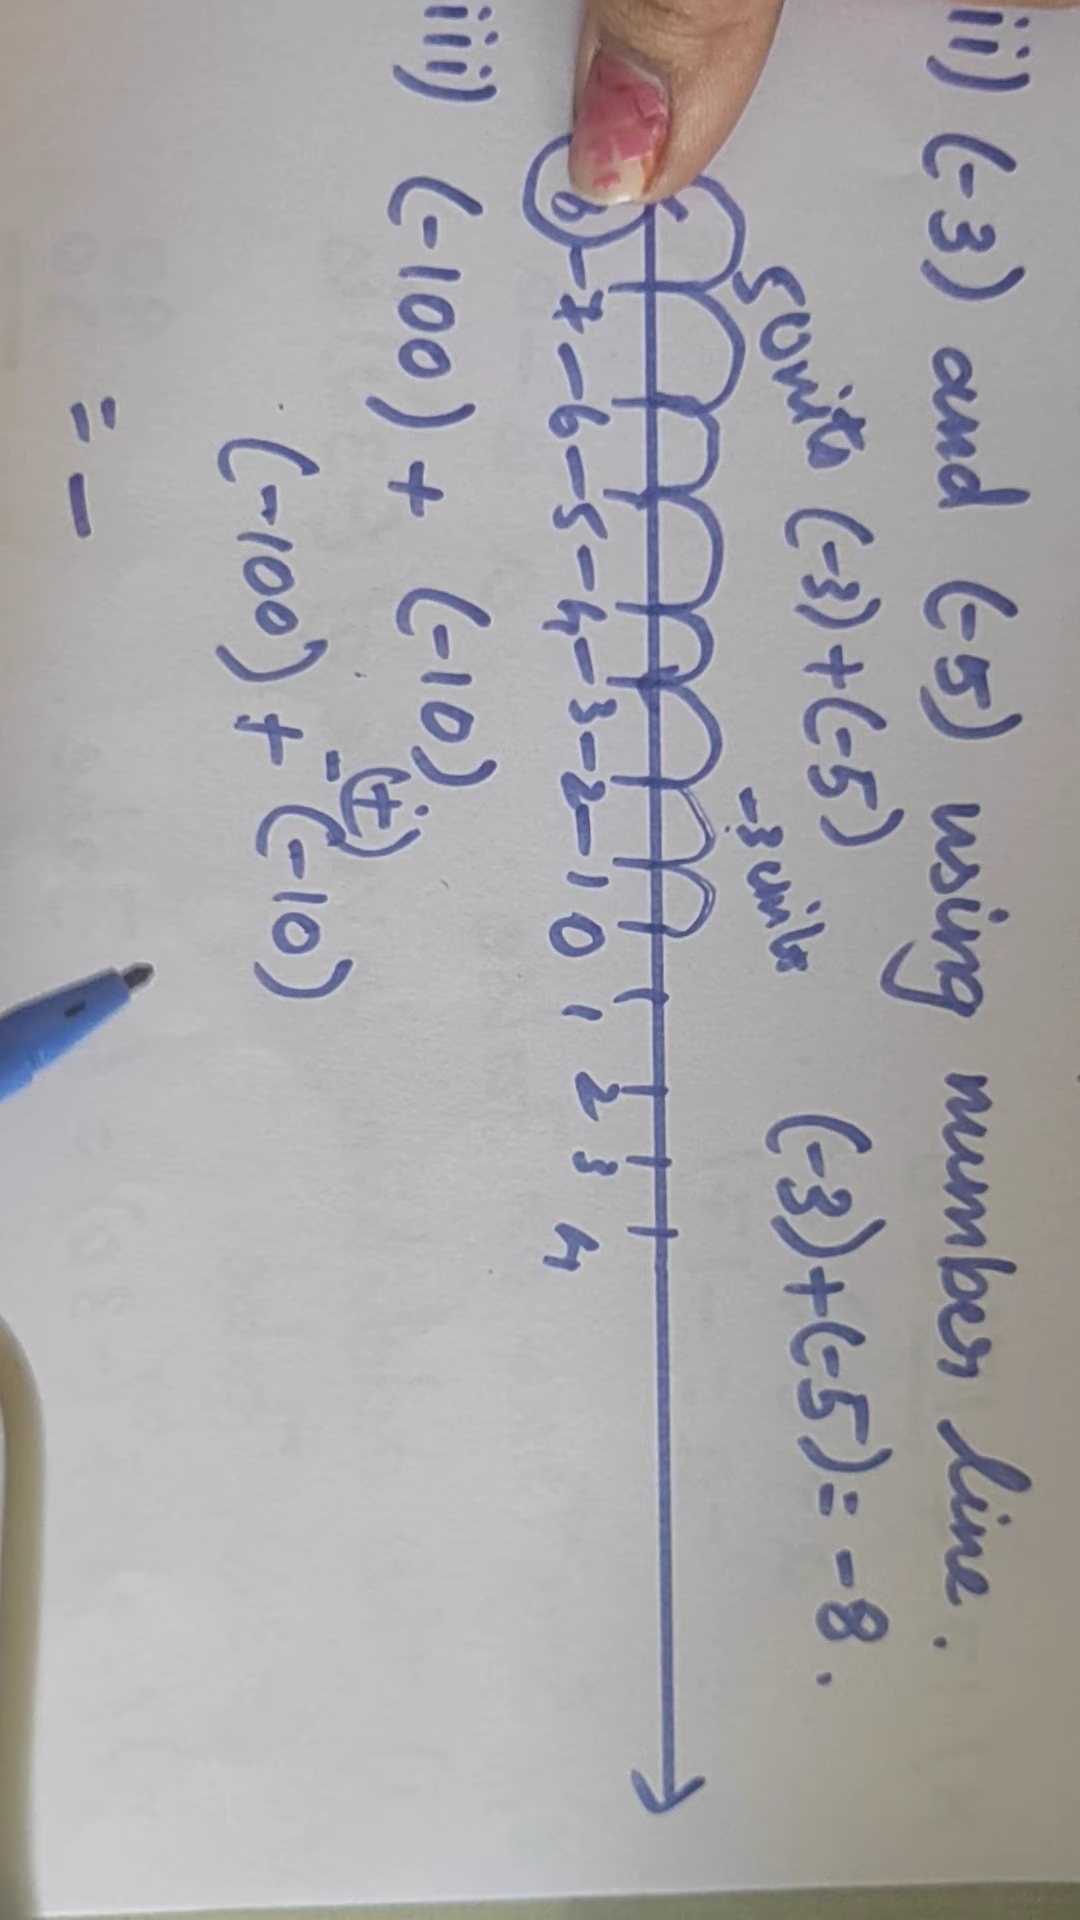 ii) (-3) and (-5) using number line.
5 units (-3)+(-5) -3 units (-3)+(-5) = -8.
8 -7 -6 -5 -4 -3 -2 -1 0 1 2 3 4
iii) (-100) + (-10)
-(+)
(-100) + (-10)
= -